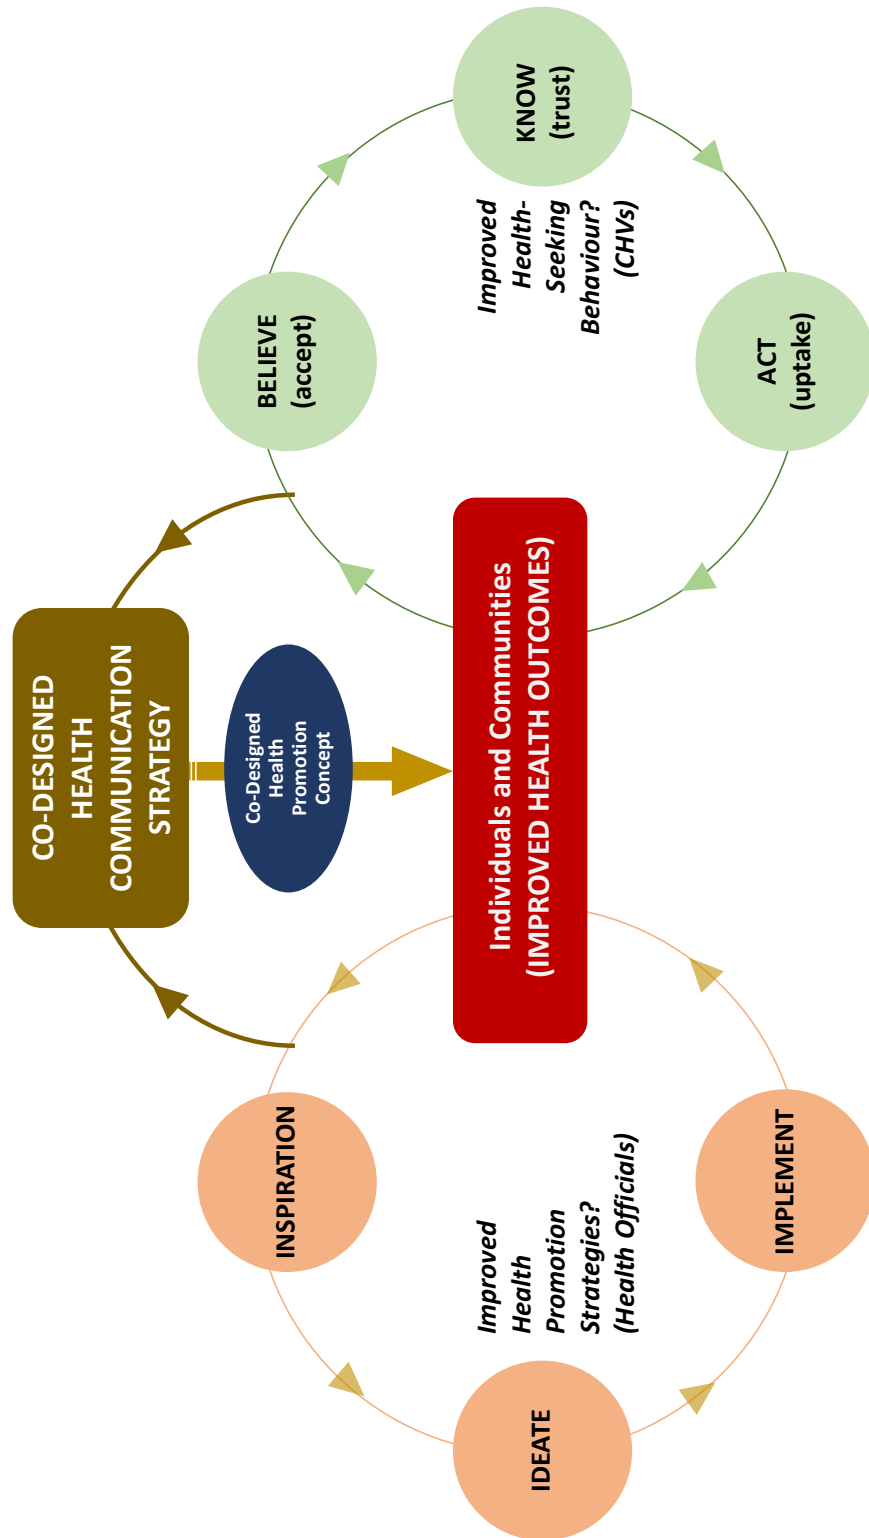 CO-DESIGNED
HEALTH
COMMUNICATION
STRATEGY
Co-Designed
Health
Promotion
Concept
Individuals and Communities
(IMPROVED HEALTH OUTCOMES)
INSPIRATION
IDEATE
IMPLEMENT
Improved
Health
Promotion
Strategies?
(Health Officials)
BELIEVE
(accept)
KNOW
(trust)
ACT
(uptake)
Improved
Health-
Seeking
Behaviour?
(CHVs)